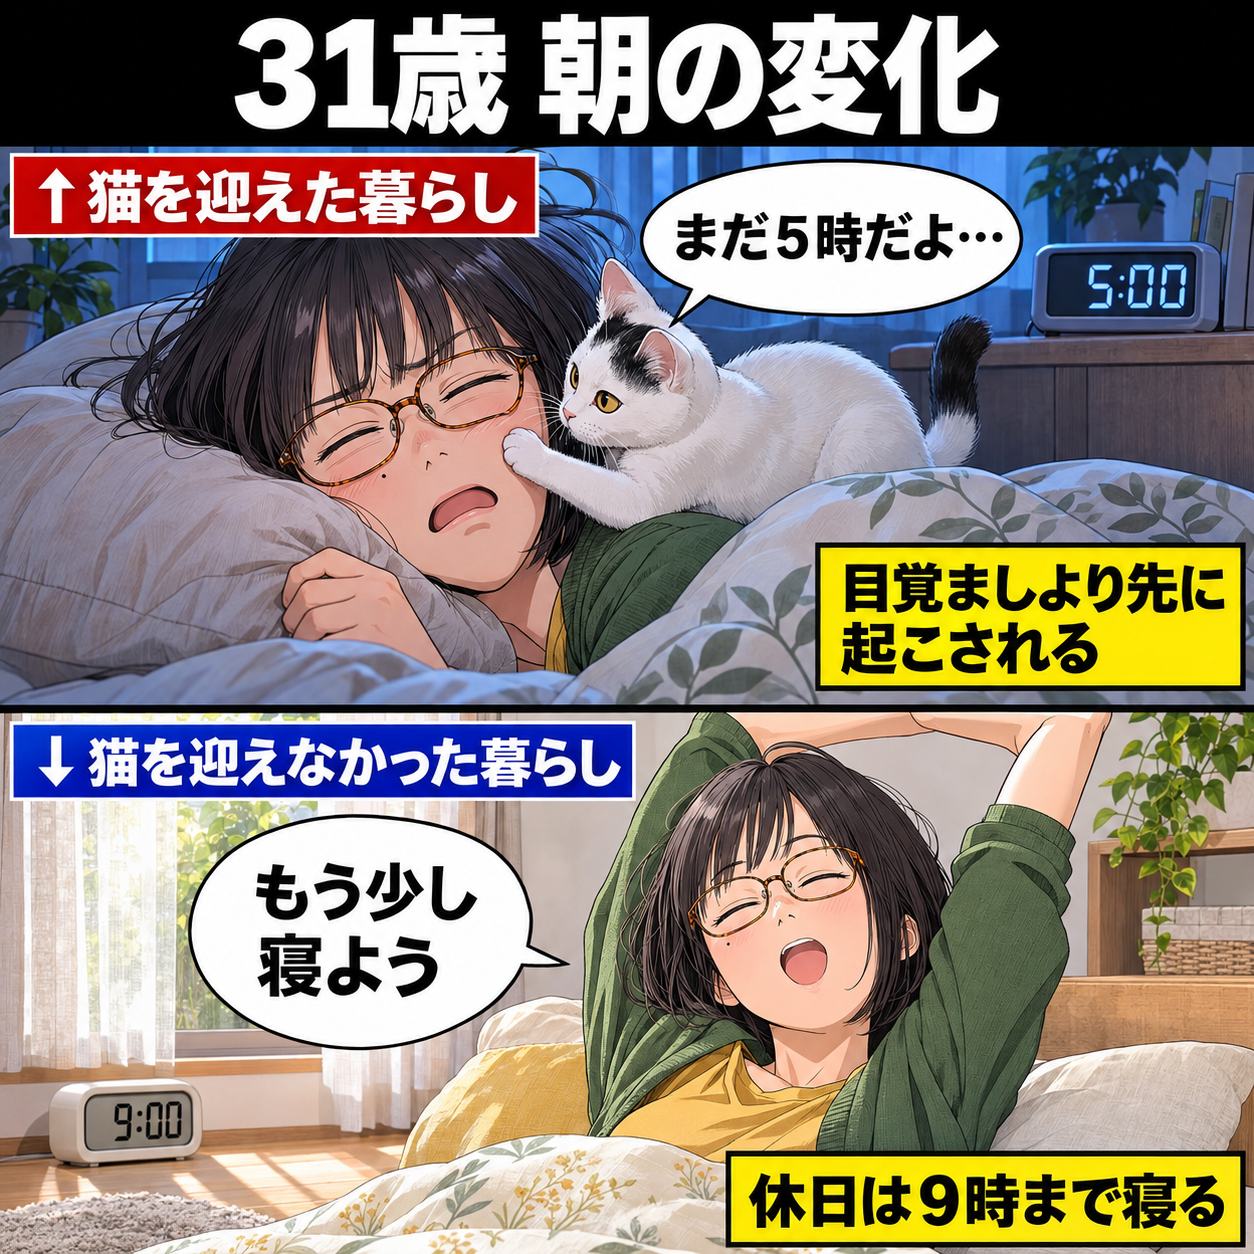 31歳 朝の変化
↑猫を迎えた暮らし
まだ5時だよ…
5:00
目覚ましより先に
起こされる
↓猫を迎えなかった暮らし
もう少し
寝よう
9:00
休日は9時まで寝る